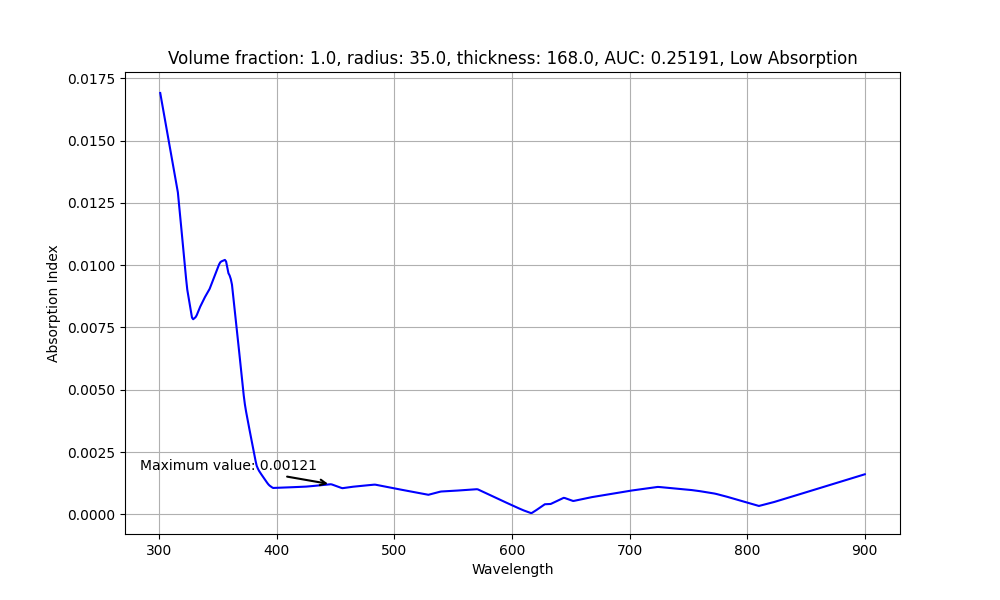 Volume fraction: 1.0, radius: 35.0, thickness: 168.0, AUC: 0.25191, Low Absorption
0.0175
0.0150
0.0125
0.0100
0.0075
0.0050
0.0025
0.0000
Absorption Index
Maximum value: 0.00121
300 400 500 600 700 800 900
Wavelength